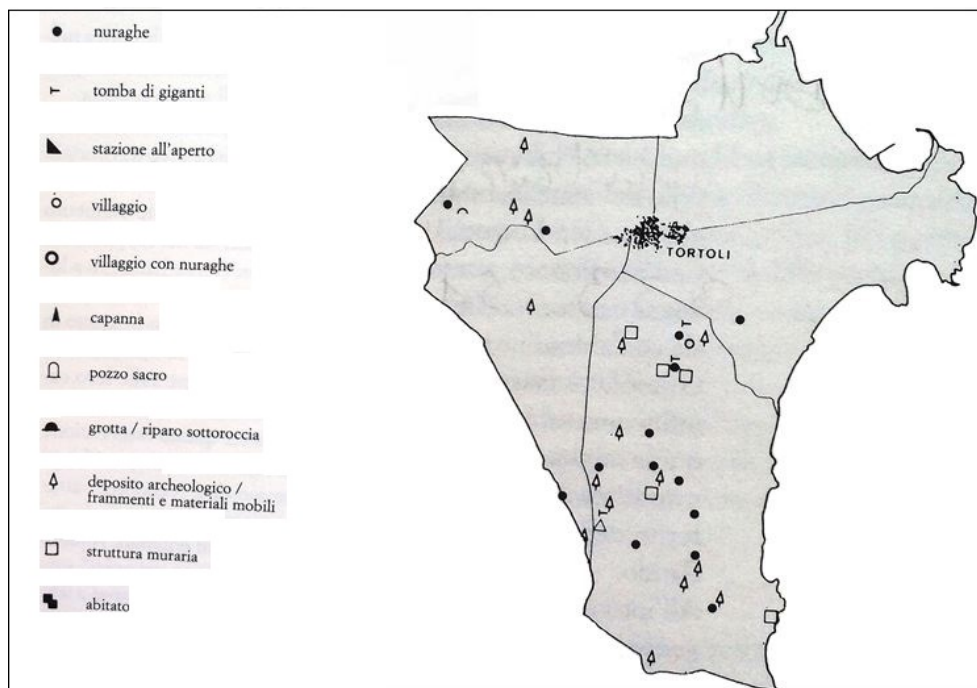 nuraghe
tomba di giganti
stazione all'aperto
villaggio
villaggio con nuraghe
capanna
pozzo sacro
grotta / riparo sottoroccia
deposito archeologico /
frammenti e materiali mobili
struttura muraria
abitato
TORTOLI